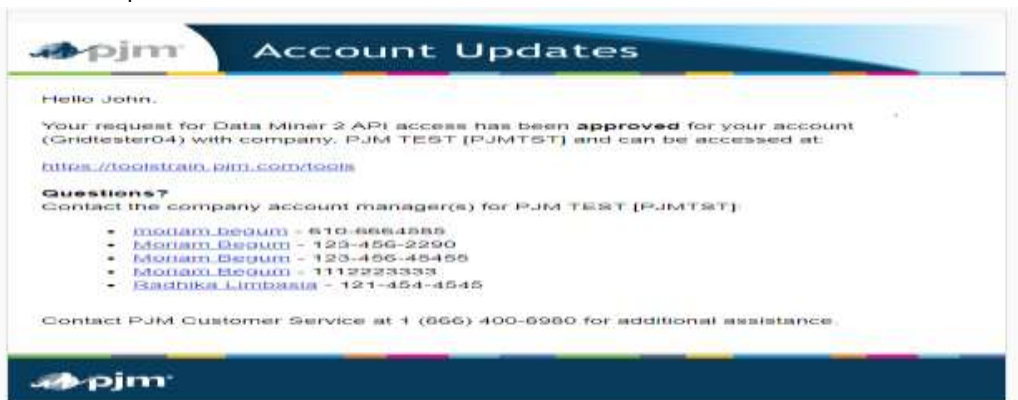 pjm
Account Updates
Hello John,
Your request for Data Miner 2 API access has been approved for your account
(Gridtester04) with company, PJM TEST [PJMTST] and can be accessed at:
https://toolstrain.pjm.com/tools
Questions?
Contact the company account manager(s) for PJM TEST [PJMTST]:
moriam begum - 610-6664585
Moriam Begum - 123-456-2290
Moriam Begum - 123-456-45455
Moriam Begum - 1112223333
Radhika Limbasia - 121-454-4545
Contact PJM Customer Service at 1 (866) 400-8980 for additional assistance.
pjm